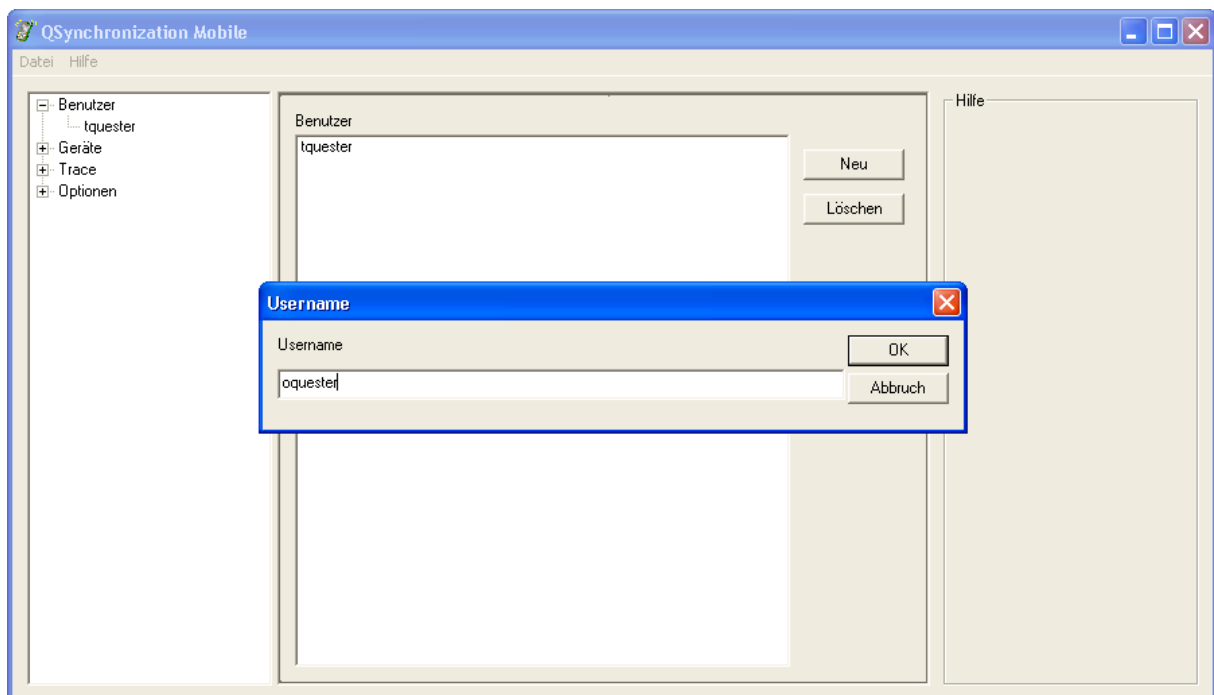 QSynchronization Mobile
Datei Hilfe
Benutzer
tquester
Geräte
Trace
Optionen
Benutzer
tquester
Neu
Löschen
Hilfe
Username
Username
oquester
OK
Abbruch